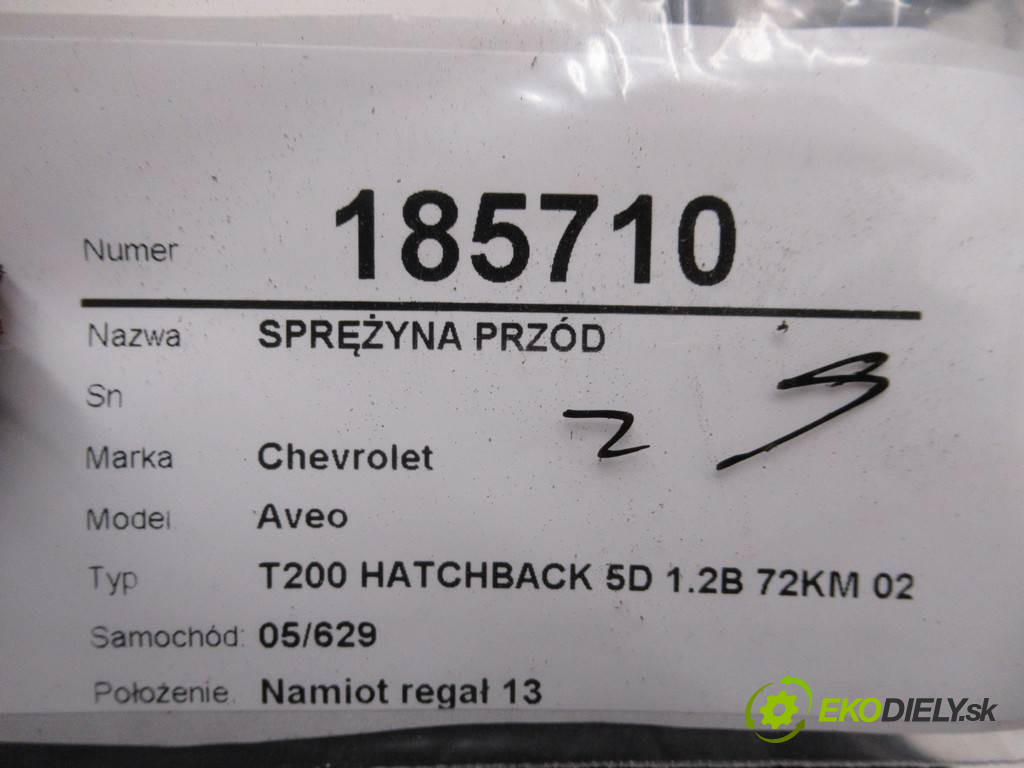 Numer 185710
Nazwa SPRĘŻYNA PRZÓD
Sn
2
Marka Chevrolet
Model Aveo
Typ T200 HATCHBACK 5D 1.2B 72KM 02
Samochód: 05/629
Położenie. Namiot regał 13
EKODIELY.sk